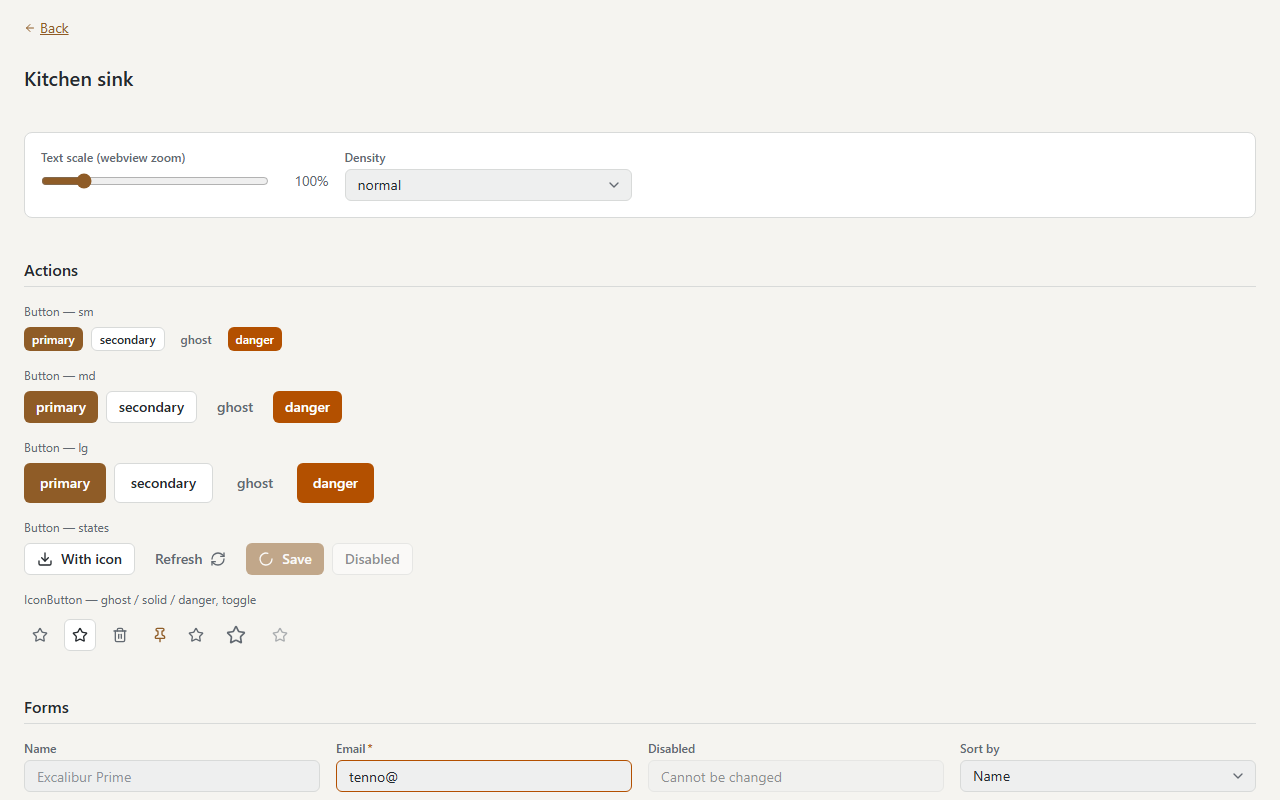 ← Back
Kitchen sink
Text scale (webview zoom)
Density
100%
normal
Actions
Button — sm
primary secondary ghost danger
Button — md
primary secondary ghost danger
Button — lg
primary secondary ghost danger
Button — states
With icon Refresh Save Disabled
IconButton — ghost / solid / danger, toggle
Forms
Name Email* Disabled Sort by
Excalibur Prime tenno@ Cannot be changed Name